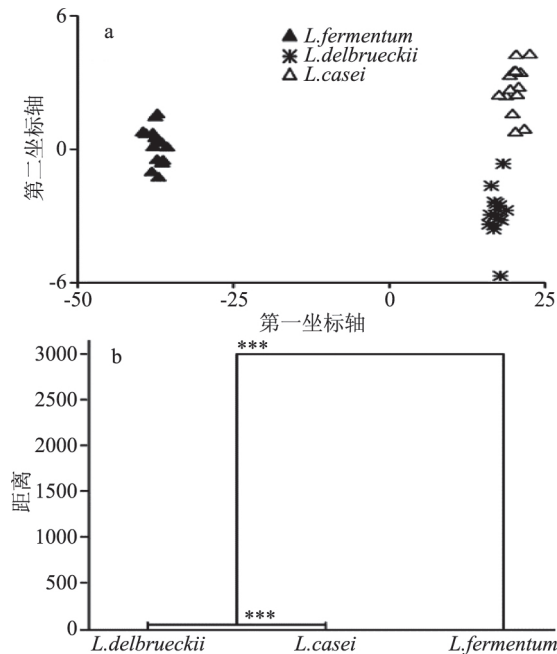 6
a
▲ L.fermentum
✳ L.delbrueckii
△ L.casei
第二坐标轴
0
-6
-50
-25
0
25
第一坐标轴
b
***
3000
2500
2000
1500
1000
500
0
距离
***
L.delbrueckii
L.casei
L.fermentum